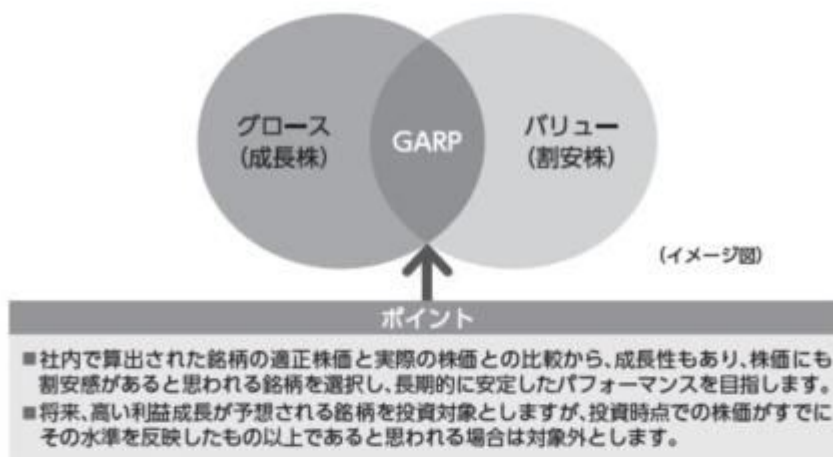 グロース
(成長株)
GARP
バリュー
(割安株)
(イメージ図)
ポイント
■社内で算出された銘柄の適正株価と実際の株価との比較から、成長性もあり、株価にも
割安感があると思われる銘柄を選択し、長期的に安定したパフォーマンスを目指します。
■将来、高い利益成長が予想される銘柄を投資対象としますが、投資時点での株価がすでに
その水準を反映したもの以上であると思われる場合は対象外とします。